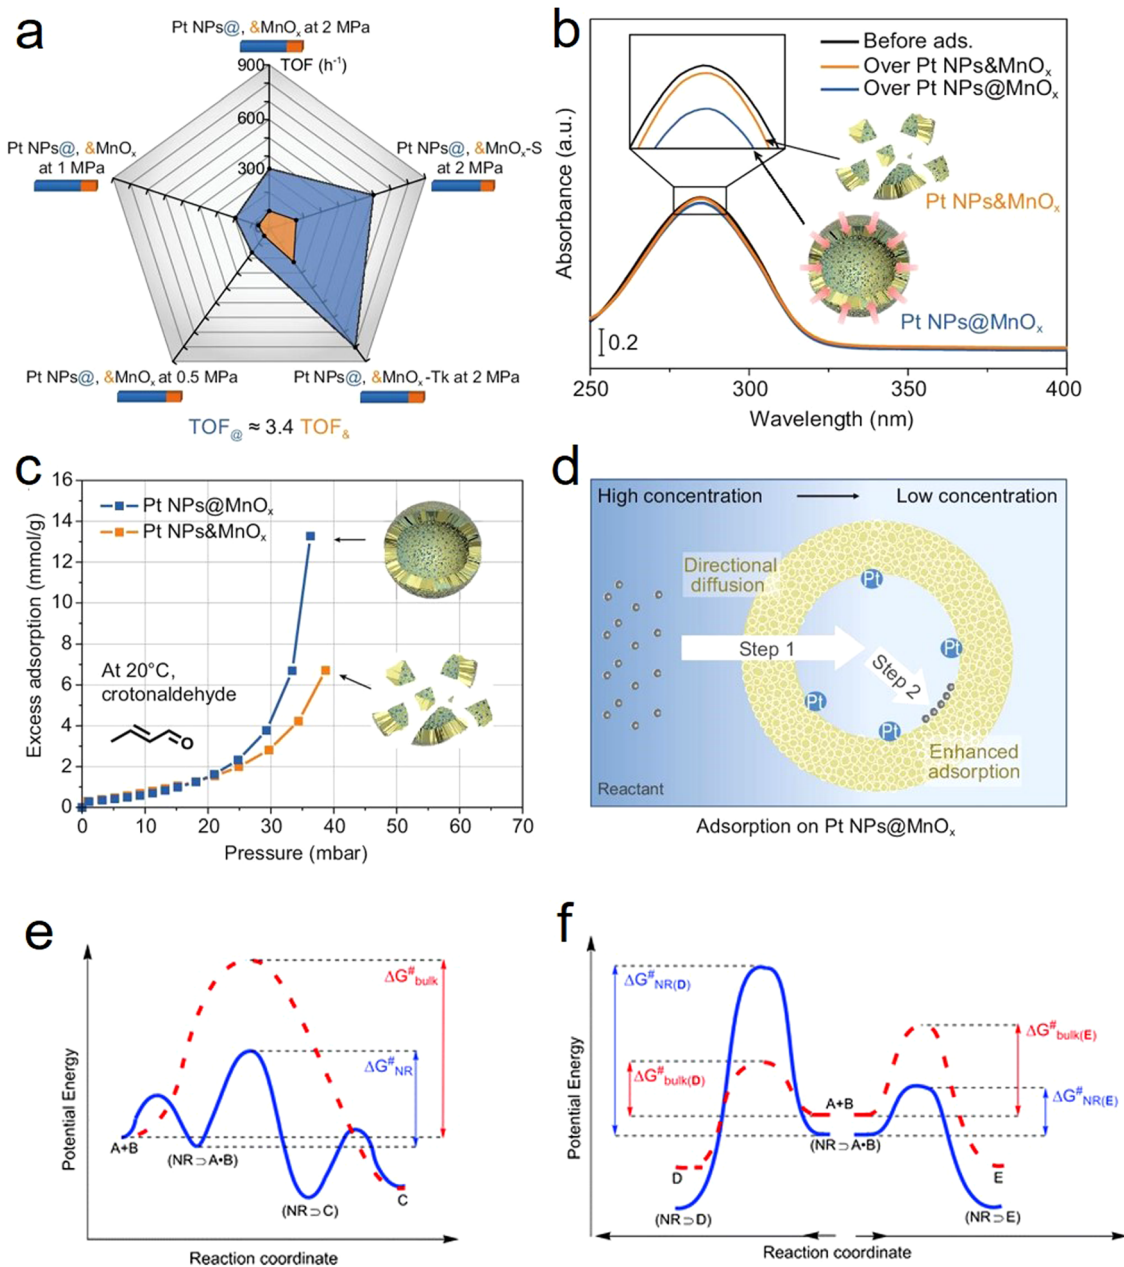 a
Pt NPs@, &MnOₓ at 2 MPa
900 TOF (h⁻¹)
600
300
Pt NPs@, &MnOₓ
at 1 MPa
Pt NPs@, &MnOₓ-S
at 2 MPa
Pt NPs@, &MnOₓ at 0.5 MPa
Pt NPs@, &MnOₓ-Tk at 2 MPa
TOF@ ≈ 3.4 TOF&
b
Before ads.
Over Pt NPs&MnOₓ
Over Pt NPs@MnOₓ
Pt NPs&MnOₓ
Pt NPs@MnOₓ
0.2
Absorbance (a.u.)
250 300 350 400
Wavelength (nm)
c
Pt NPs@MnOₓ
Pt NPs&MnOₓ
At 20°C,
crotonaldehyde
O
Excess adsorption (mmol/g)
16
14
12
10
8
6
4
2
0
0 10 20 30 40 50 60 70
Pressure (mbar)
d
High concentration Low concentration
Directional
diffusion
Pt
Pt
Pt
Pt
Step 1
Step 2
Enhanced
adsorption
Reactant
Adsorption on Pt NPs@MnOₓ
e
ΔG#bulk
ΔG#NR
A+B
(NR⊃A•B)
(NR⊃C)
C
Potential Energy
Reaction coordinate
f
ΔG#NR(D)
ΔG#bulk(D)
ΔG#bulk(E)
ΔG#NR(E)
A+B
(NR⊃A•B)
D
(NR⊃D)
E
(NR⊃E)
Potential Energy
Reaction coordinate